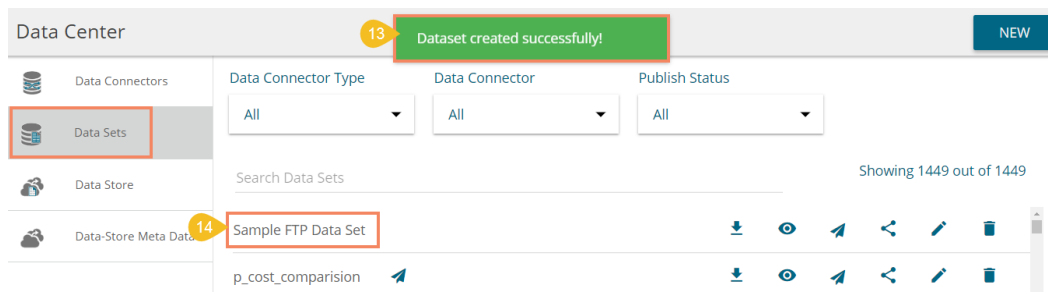 Data Center
13
Dataset created successfully!
NEW
Data Connectors
Data Sets
Data Store
Data-Store Meta Data
Data Connector Type
Data Connector
Publish Status
All
All
All
Search Data Sets
Showing 1449 out of 1449
14
Sample FTP Data Set
p_cost_comparision